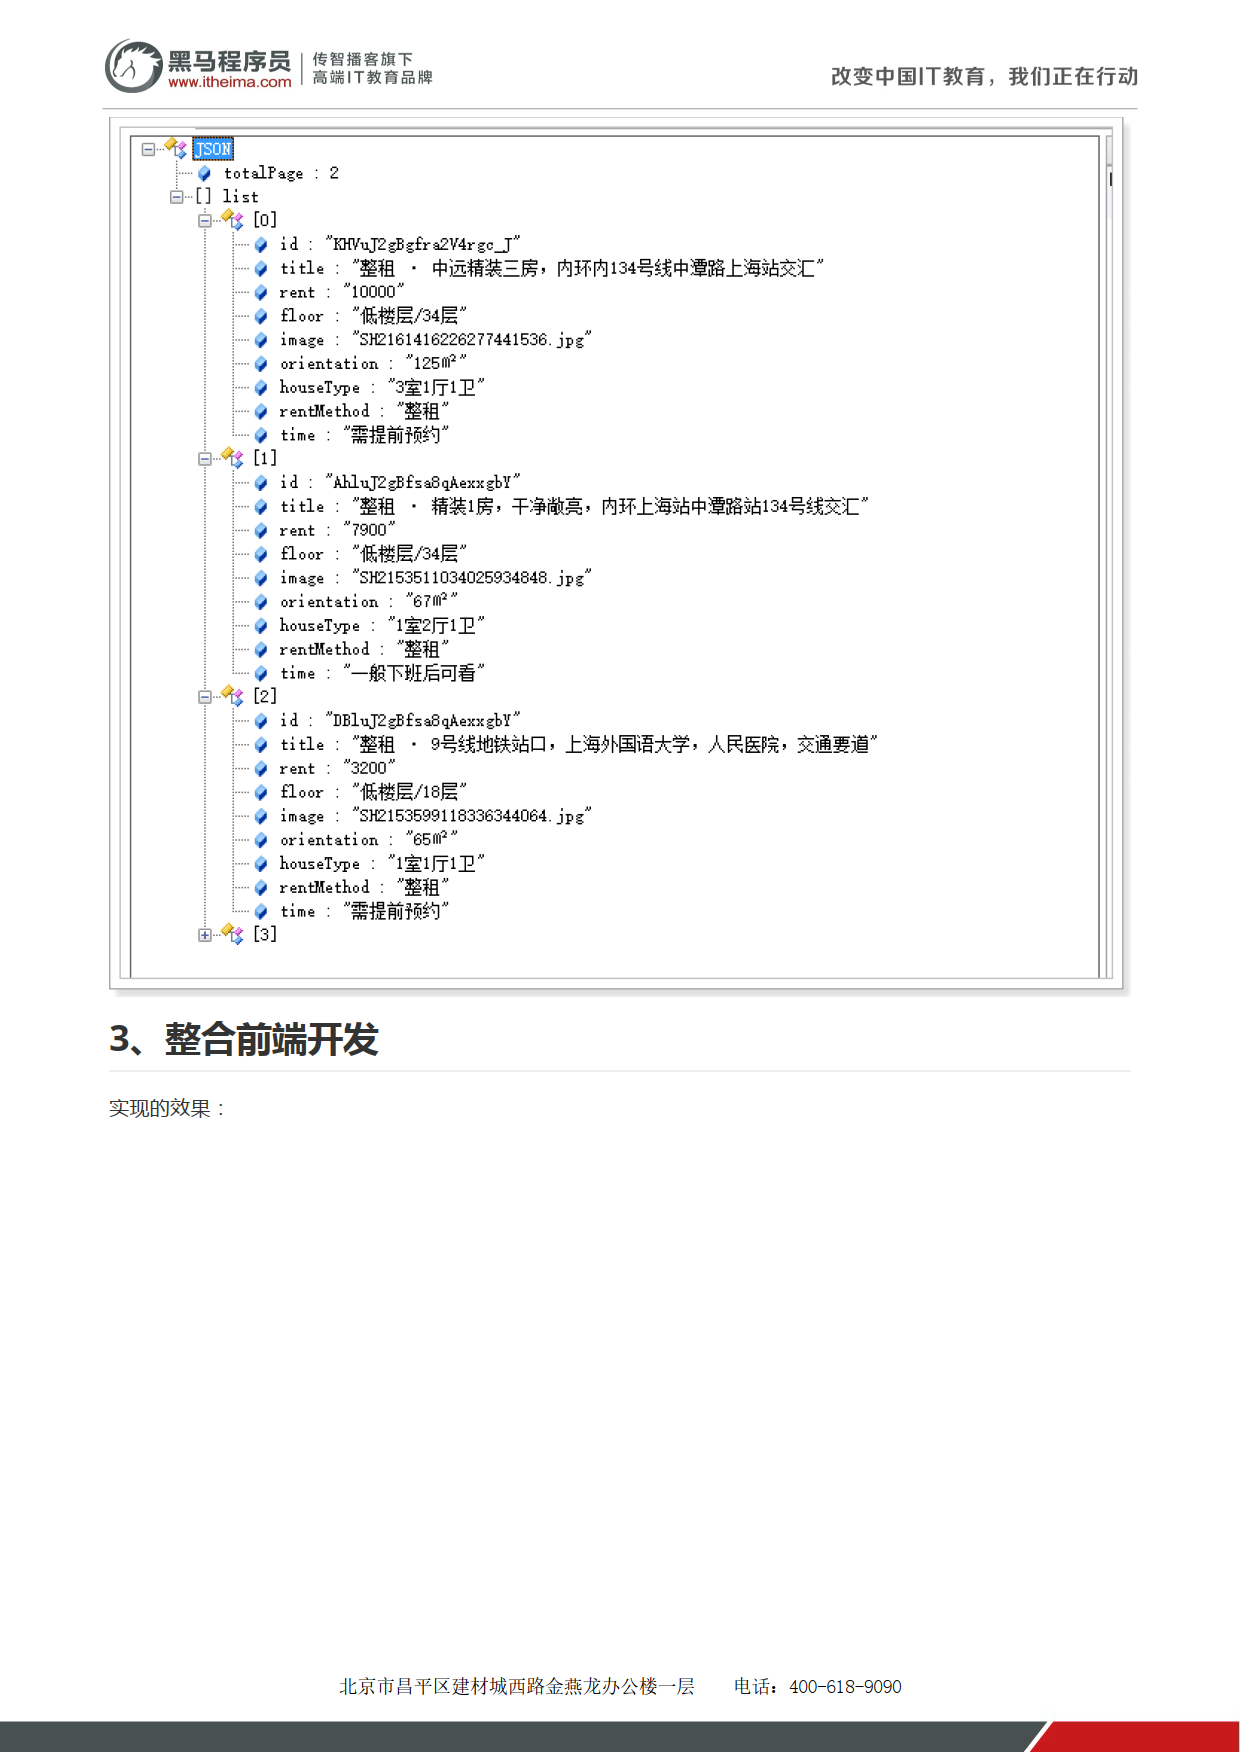 黑马程序员
www.itheima.com
传智播客旗下
高端IT教育品牌
改变中国IT教育，我们正在行动
JSON
totalPage : 2
[] list
[0]
id : "KHVuJ2gBgfra2V4rgc_J"
title : "整租 · 中远精装三房，内环内134号线中潭路上海站交汇"
rent : "10000"
floor : "低楼层/34层"
image : "SH2161416226277441536.jpg"
orientation : "125㎡"
houseType : "3室1厅1卫"
rentMethod : "整租"
time : "需提前预约"
[1]
id : "AhluJ2gBfsa8qAexxgbY"
title : "整租 · 精装1房，干净敞亮，内环上海站中潭路站134号线交汇"
rent : "7900"
floor : "低楼层/34层"
image : "SH2153511034025934848.jpg"
orientation : "67㎡"
houseType : "1室2厅1卫"
rentMethod : "整租"
time : "一般下班后可看"
[2]
id : "DBluJ2gBfsa8qAexxgbY"
title : "整租 · 9号线地铁站口，上海外国语大学，人民医院，交通要道"
rent : "3200"
floor : "低楼层/18层"
image : "SH2153599118336344064.jpg"
orientation : "65㎡"
houseType : "1室1厅1卫"
rentMethod : "整租"
time : "需提前预约"
[3]
3、整合前端开发
实现的效果：
北京市昌平区建材城西路金燕龙办公楼一层 电话：400-618-9090